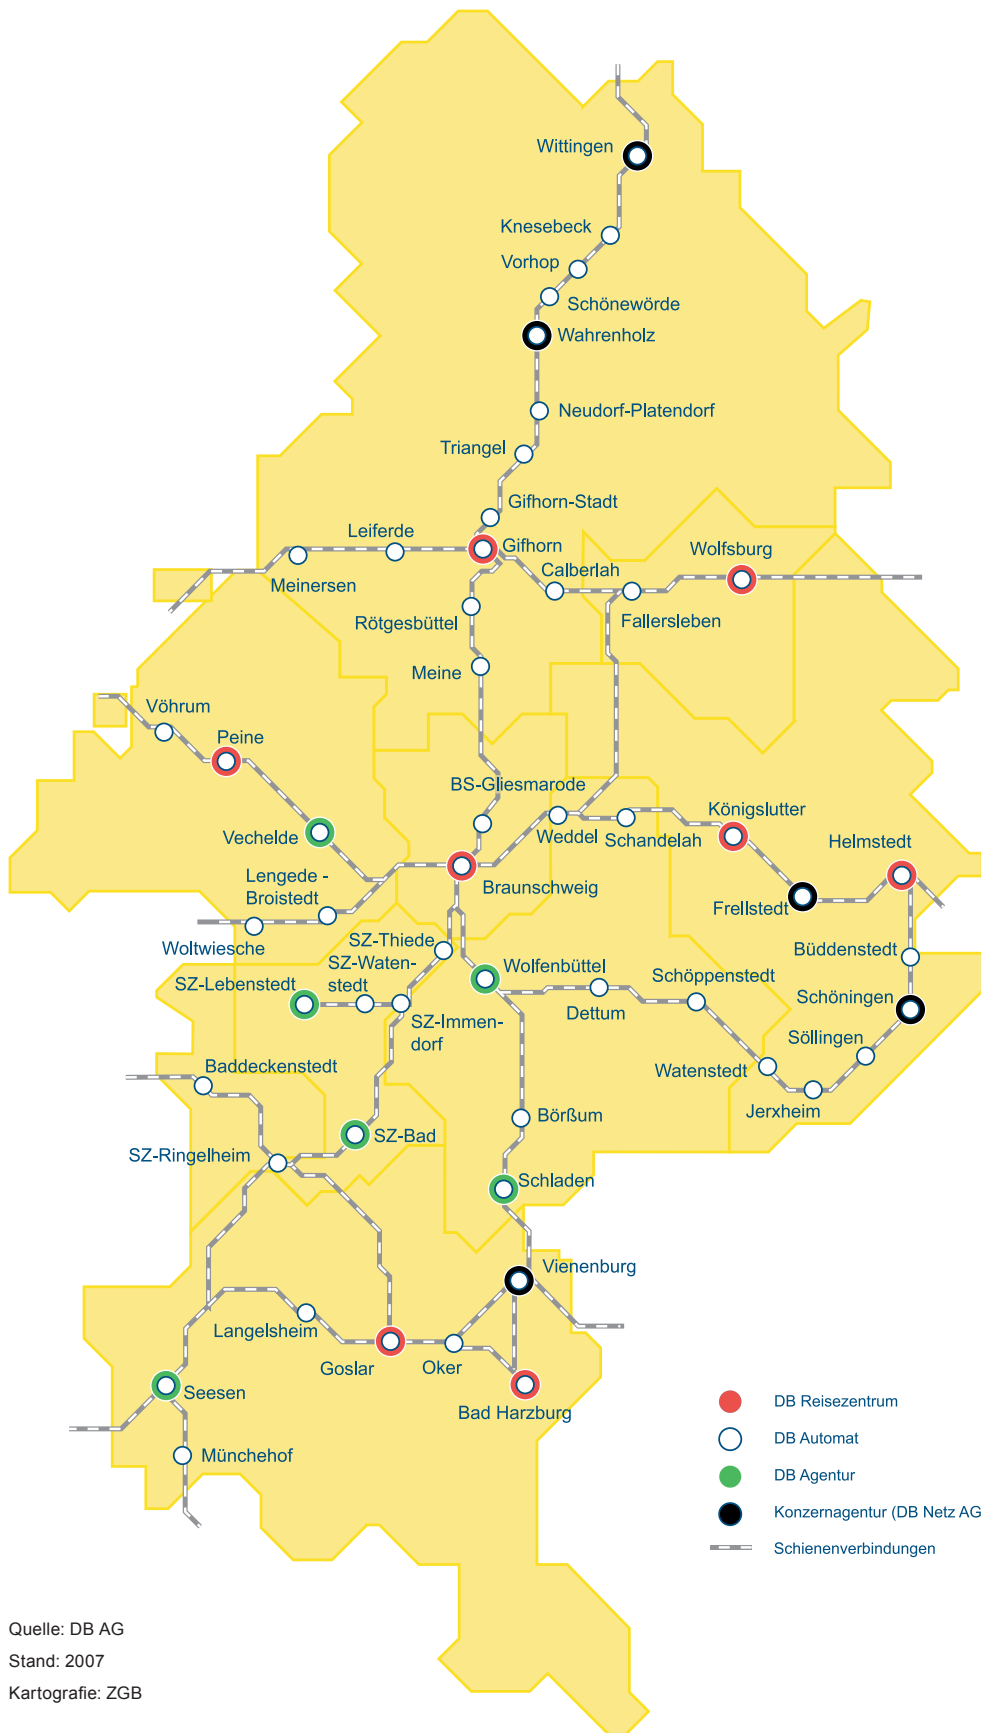 Wittingen
Knesebeck
Vorhop
Schönewörde
Wahrenholz
Neudorf-Platendorf
Triangel
Gifhorn-Stadt
Leiferde
Gifhorn
Wolfsburg
Meinersen
Calberlah
Rötgesbüttel
Fallersleben
Meine
Vöhrum
Peine
BS-Gliesmarode
Königslutter
Vechelde
Weddel
Schandelah
Helmstedt
Lengede -
Broistedt
Braunschweig
Frellstedt
Woltwiesche
SZ-Thiede
SZ-Waten-
stedt
Wolfenbüttel
Büddenstedt
SZ-Lebenstedt
Schöppenstedt
Schöningen
SZ-Immen-
dorf
Dettum
Söllingen
Baddeckenstedt
Watenstedt
Jerxheim
Börßum
SZ-Bad
SZ-Ringelheim
Schladen
Vienenburg
Langelsheim
Goslar
Oker
Seesen
Bad Harzburg
Münchehof
DB Reisezentrum
DB Automat
DB Agentur
Konzernagentur (DB Netz AG
Schienenverbindungen
Quelle: DB AG
Stand: 2007
Kartografie: ZGB